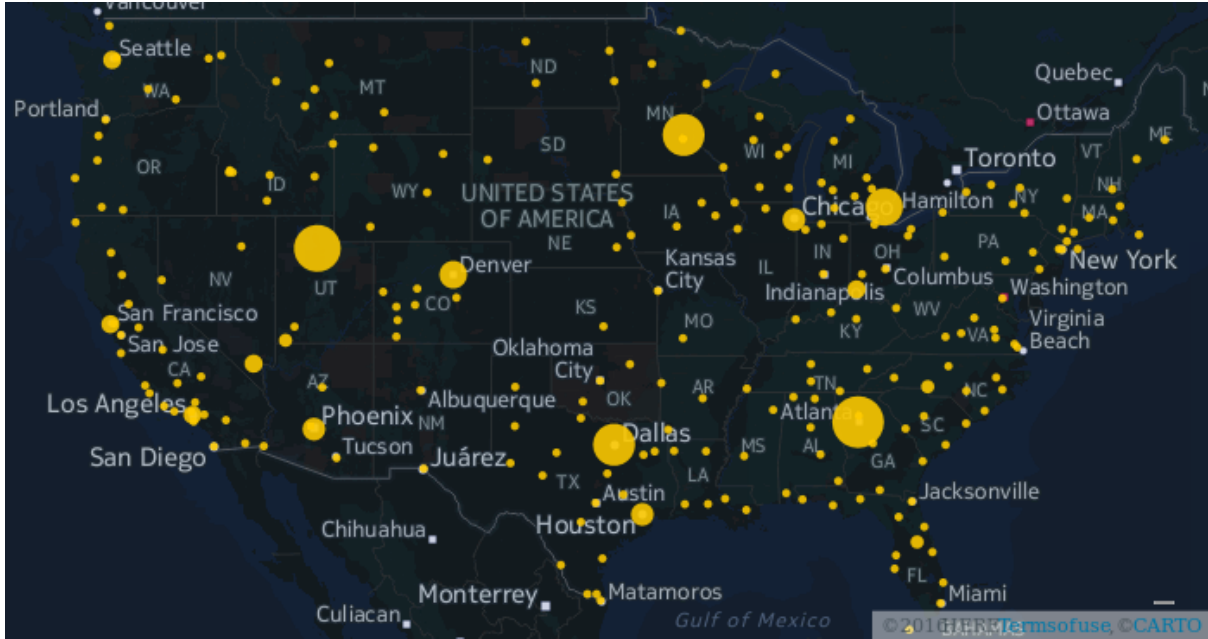 Vancouver
Seattle
WA
MT
ND
Quebec
Portland
MN
Ottawa
ME
OR
ID
SD
WI
MI
Toronto
VT
WY
UNITED STATES
OF AMERICA
IA
Chicago
Hamilton
NY
NH
MA
NE
Kansas
City
IN
OH
PA
New York
NV
UT
Denver
CO
IL
Indianapolis
Columbus
Washington
San Francisco
KS
MO
KY
WV
Virginia
Beach
San Jose
Oklahoma
City
VA
CA
AZ
OK
AR
TN
NC
Los Angeles
Phoenix
Albuquerque
NM
Atlanta
SC
San Diego
Tucson
Juárez
Dallas
TX
LA
MS
AL
GA
Austin
Jacksonville
Chihuahua
Houston
FL
Monterrey
Matamoros
Miami
Culiacan
Gulf of Mexico
©2016 HERE Termsofuse, ©CARTO
BAHAMAS